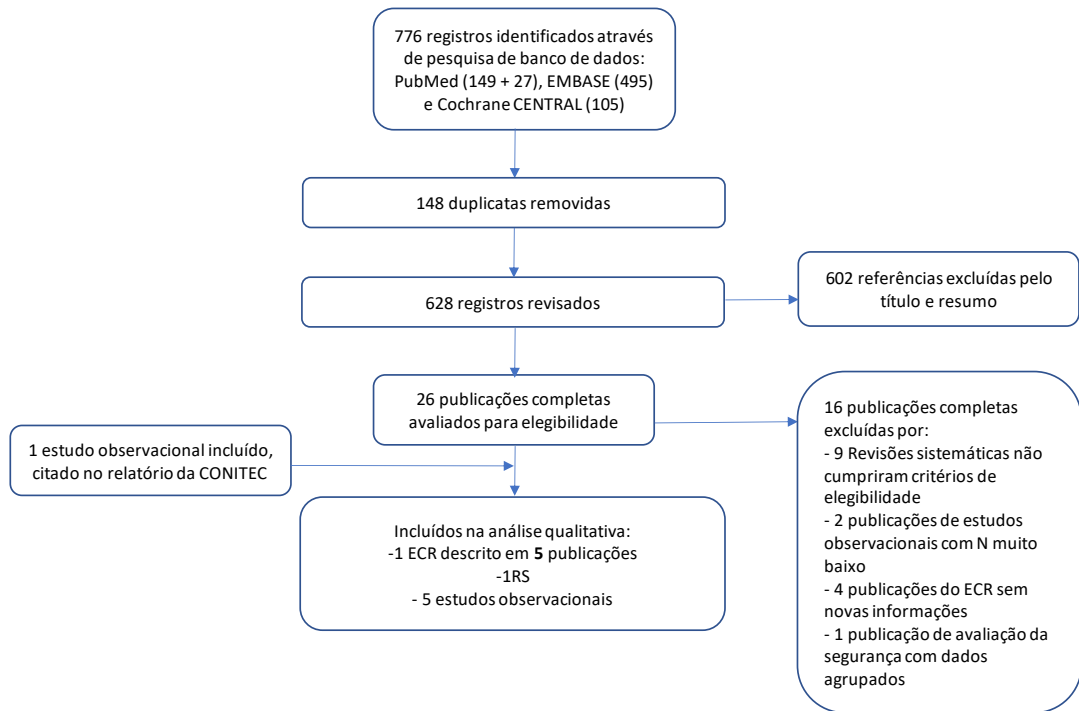 776 registros identificados através
de pesquisa de banco de dados:
PubMed (149 + 27), EMBASE (495)
e Cochrane CENTRAL (105)
148 duplicatas removidas
628 registros revisados
602 referências excluídas pelo
título e resumo
26 publicações completas
avaliados para elegibilidade
16 publicações completas
excluídas por:
- 9 Revisões sistemáticas não
cumpriram critérios de
elegibilidade
- 2 publicações de estudos
observacionais com N muito
baixo
- 4 publicações do ECR sem
novas informações
- 1 publicação de avaliação da
segurança com dados
agrupados
1 estudo observacional incluído,
citado no relatório da CONITEC
Incluídos na análise qualitativa:
-1 ECR descrito em 5 publicações
-1RS
- 5 estudos observacionais